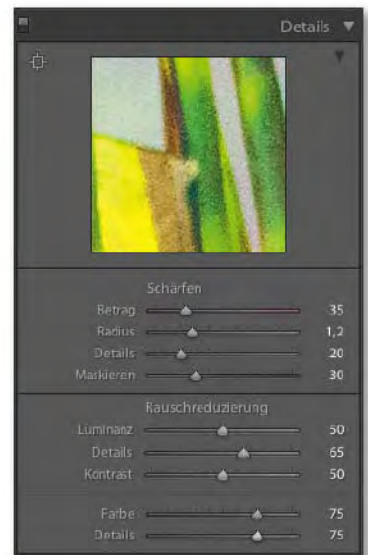 Details
Schärfen
Betrag 35
Radius 1,2
Details 20
Maskieren 30
Rauschreduzierung
Luminanz 50
Details 65
Kontrast 50
Farbe 75
Details 75